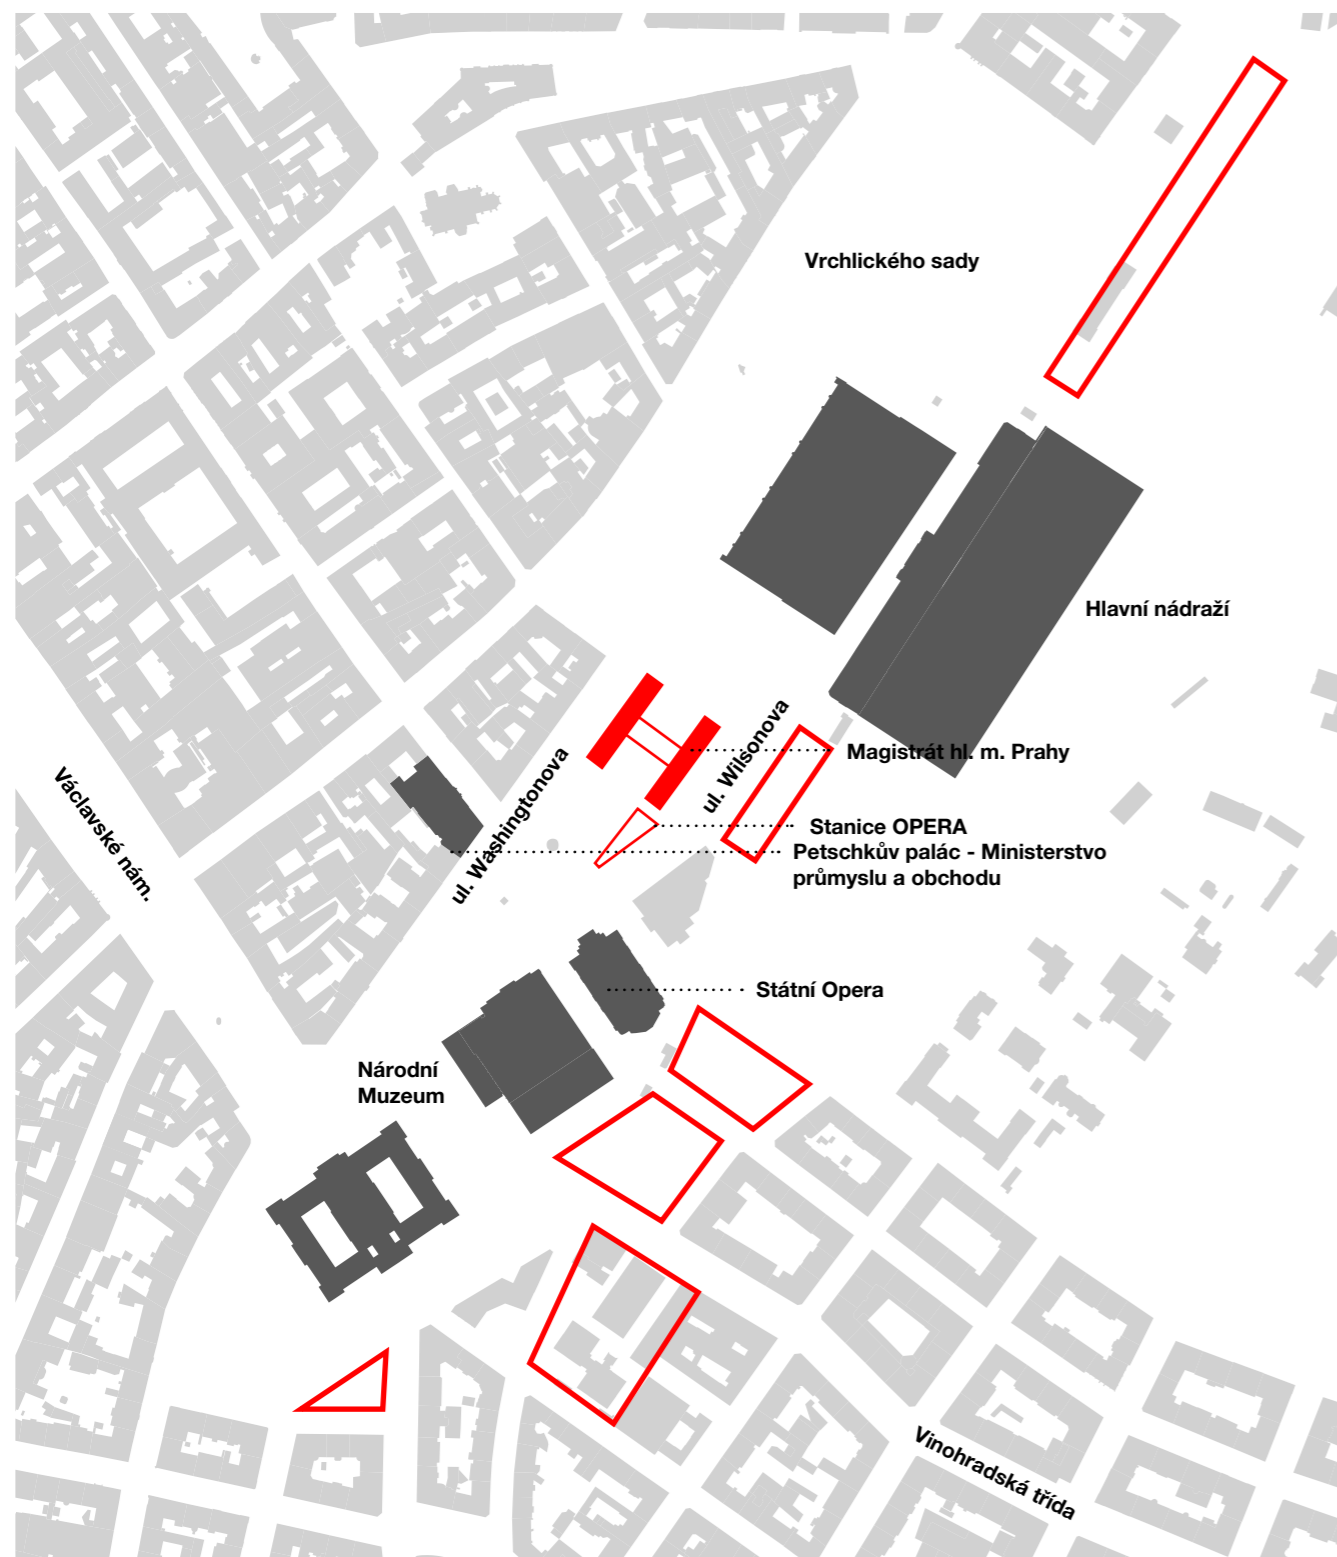 Vrchlického sady
Hlavní nádraží
ul. Wilsonova
Magistrát hl. m. Prahy
ul. Washingtonova
Václavské nám.
Stanice OPERA
Petschkův palác - Ministerstvo
průmyslu a obchodu
Státní Opera
Národní
Muzeum
Vinohradská třída